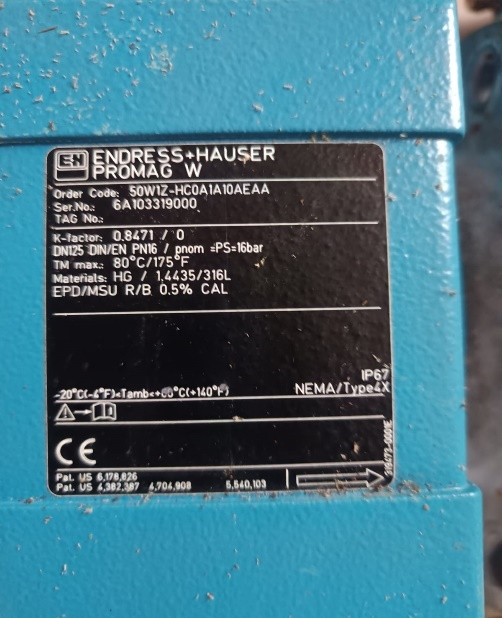 EH ENDRESS+HAUSER
PROMAG W
Order Code: 50W1Z-HC0A1A10AEAA
Ser.No.: 6A103319000
TAG No.:
K-factor: 0.8471 / 0
DN125 DIN/EN PN16 / pnom =PS=16bar
TM max.: 80°C/175°F
Materials: HG / 1.4435/316L
EPD/MSU R/B 0.5% CAL
IP67
-20°C(-4°F)<Tamb<+60°C(+140°F) NEMA/Type4X
CE
Pat. US 6,178,826
Pat. US 4,382,387 4,704,908 5,540,103